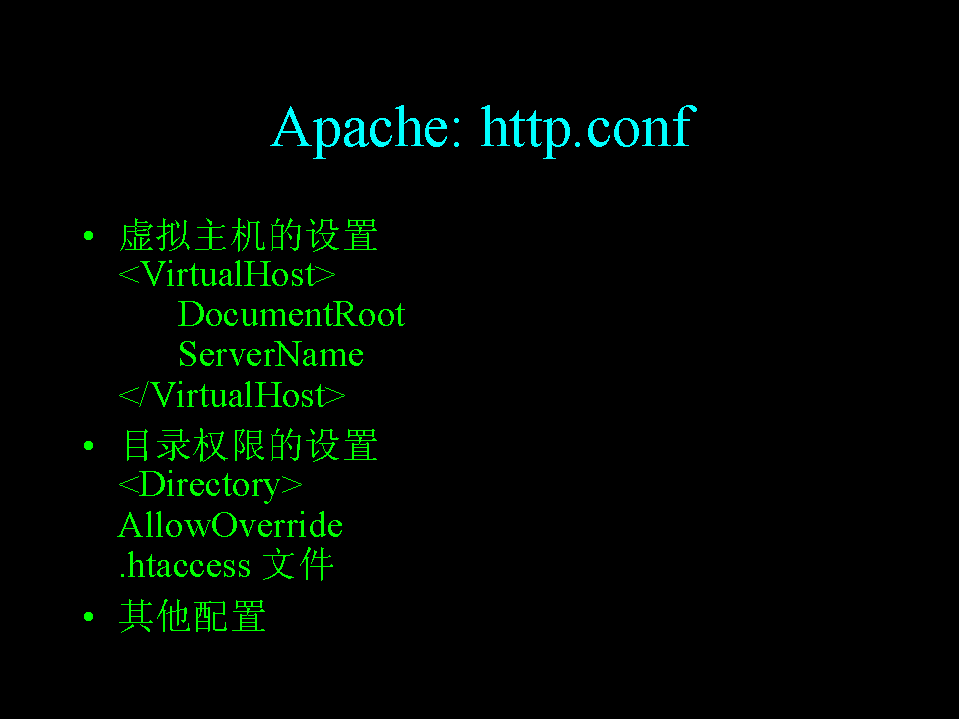 Apache: http.conf
• 虚拟主机的设置
<VirtualHost>
DocumentRoot
ServerName
</VirtualHost>
• 目录权限的设置
<Directory>
AllowOverride
.htaccess 文件
• 其他配置